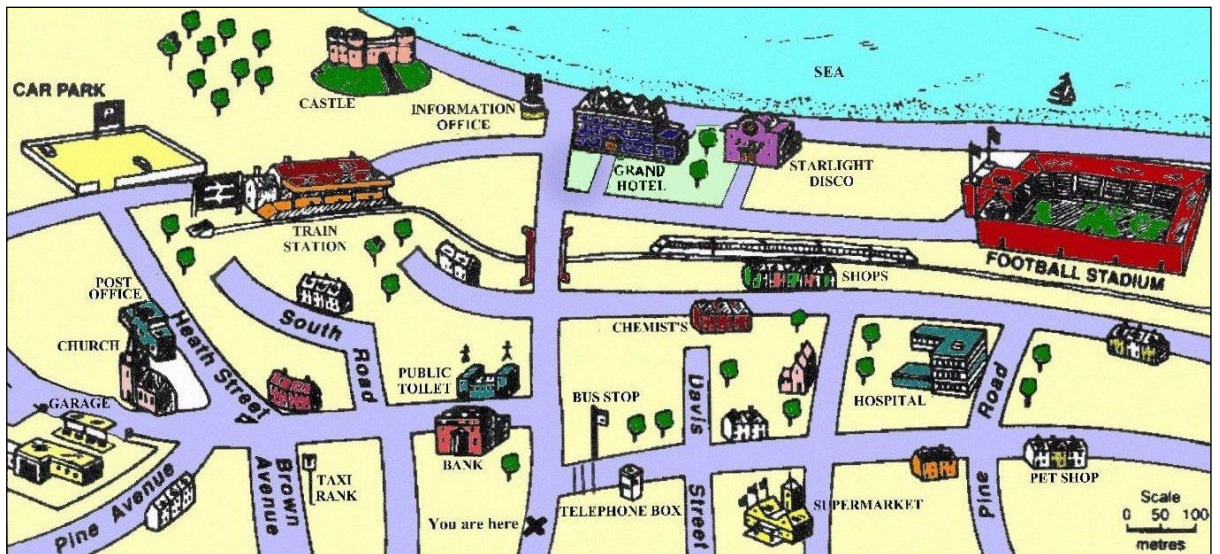 SEA
CAR PARK
P
CASTLE
INFORMATION
OFFICE
GRAND
HOTEL
STARLIGHT
DISCO
TRAIN
STATION
FOOTBALL STADIUM
SHOPS
POST
OFFICE
CHEMIST'S
South
Road
Heath Street
CHURCH
PUBLIC
TOILET
HOSPITAL
Road
GARAGE
BUS STOP
Davis
BANK
TAXI
RANK
PET SHOP
Pine Avenue
Brown
Avenue
You are here
TELEPHONE BOX
Street
SUPERMARKET
Pine
Scale
0 50 100
metres